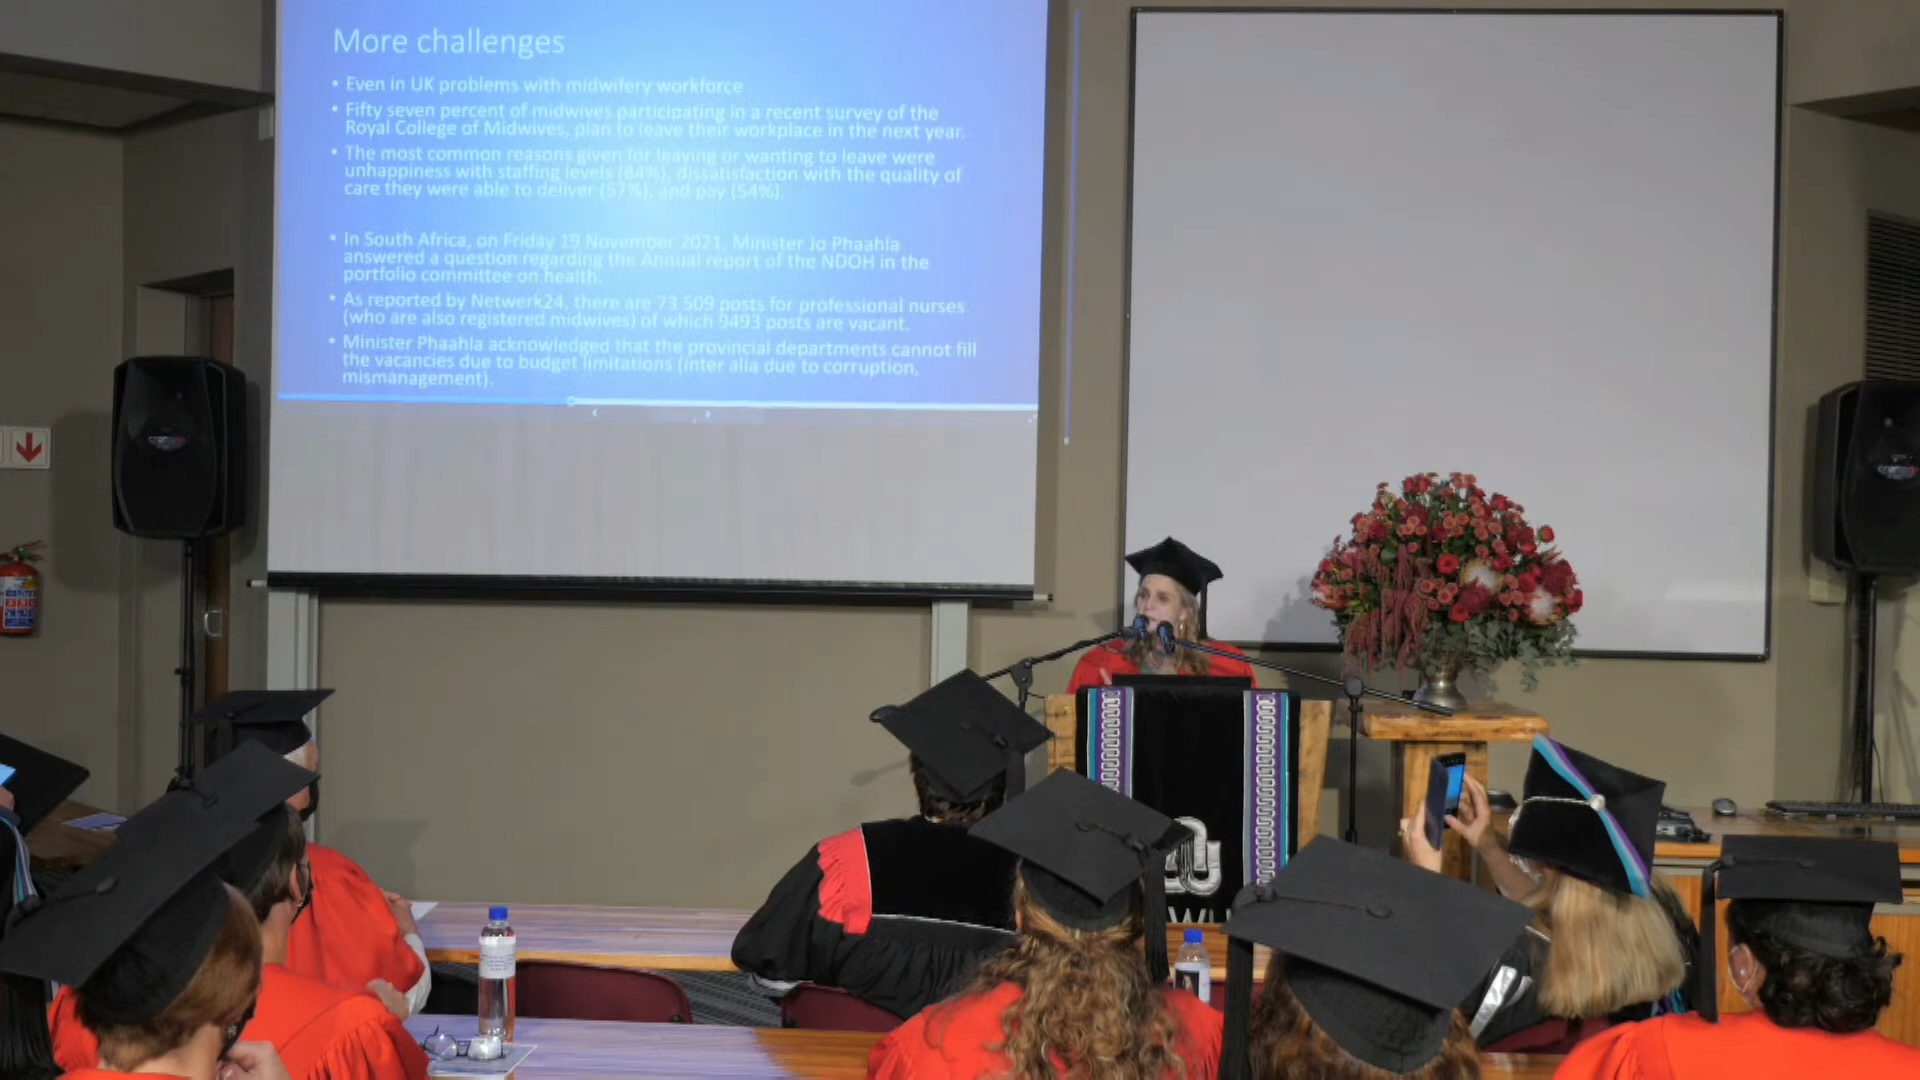 More challenges
• Even in UK problems with midwifery workforce
• Fifty seven percent of midwives participating in a recent survey of the
Royal College of Midwives, plan to leave their workplace in the next year.
• The most common reasons given for leaving or wanting to leave were
unhappiness with staffing levels (84%), dissatisfaction with the quality of
care they were able to deliver (57%), and pay (54%).
• In South Africa, on Friday 19 November 2021, Minister Jo Phaahla
answered a question regarding the Annual report of the NDOH in the
portfolio committee on health.
• As reported by Netwerk24, there are 73 509 posts for professional nurses
(who are also registered midwives) of which 9493 posts are vacant.
• Minister Phaahla acknowledged that the provincial departments cannot fill
the vacancies due to budget limitations (inter alia due to corruption,
mismanagement).